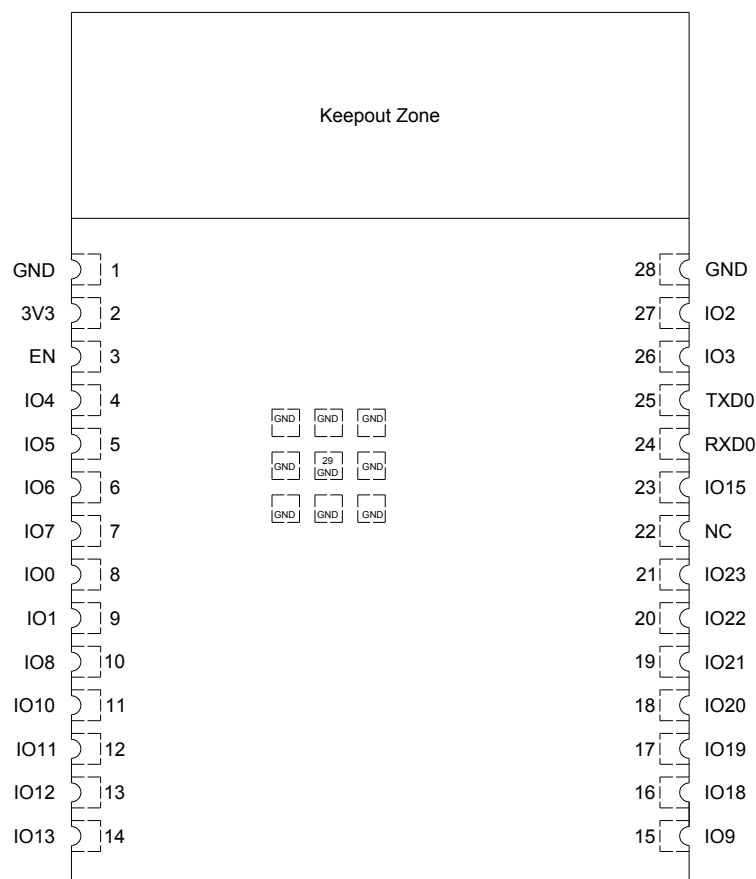 Keepout Zone
GND 1 28 GND
3V3 2 27 IO2
EN 3 26 IO3
IO4 4 25 TXD0
GND GND GND
IO5 5 24 RXD0
29
GND GND GND
IO6 6 23 IO15
GND GND GND
IO7 7 22 NC
IO0 8 21 IO23
IO1 9 20 IO22
IO8 10 19 IO21
IO10 11 18 IO20
IO11 12 17 IO19
IO12 13 16 IO18
IO13 14 15 IO9